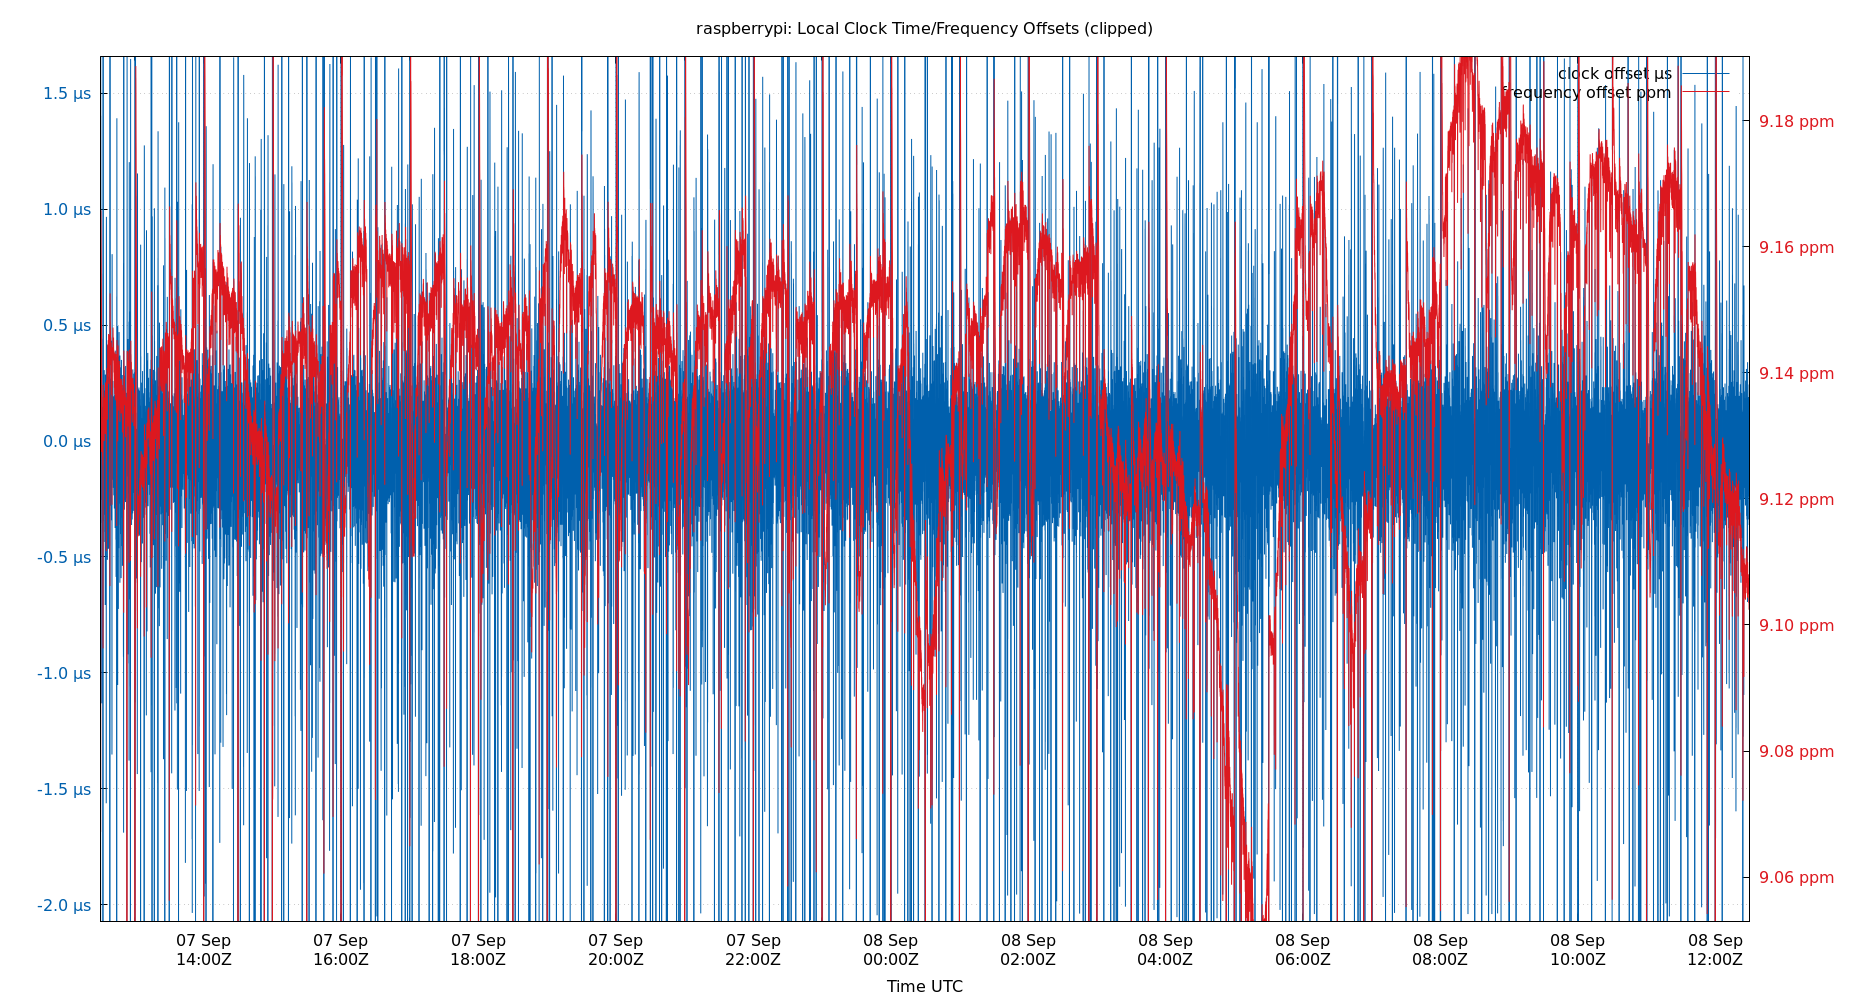 raspberrypi: Local Clock Time/Frequency Offsets (clipped)
clock offset µs
frequency offset ppm
1.5 µs
1.0 µs
0.5 µs
0.0 µs
-0.5 µs
-1.0 µs
-1.5 µs
-2.0 µs
9.18 ppm
9.16 ppm
9.14 ppm
9.12 ppm
9.10 ppm
9.08 ppm
9.06 ppm
07 Sep
14:00Z
07 Sep
16:00Z
07 Sep
18:00Z
07 Sep
20:00Z
07 Sep
22:00Z
08 Sep
00:00Z
08 Sep
02:00Z
08 Sep
04:00Z
08 Sep
06:00Z
08 Sep
08:00Z
08 Sep
10:00Z
08 Sep
12:00Z
Time UTC